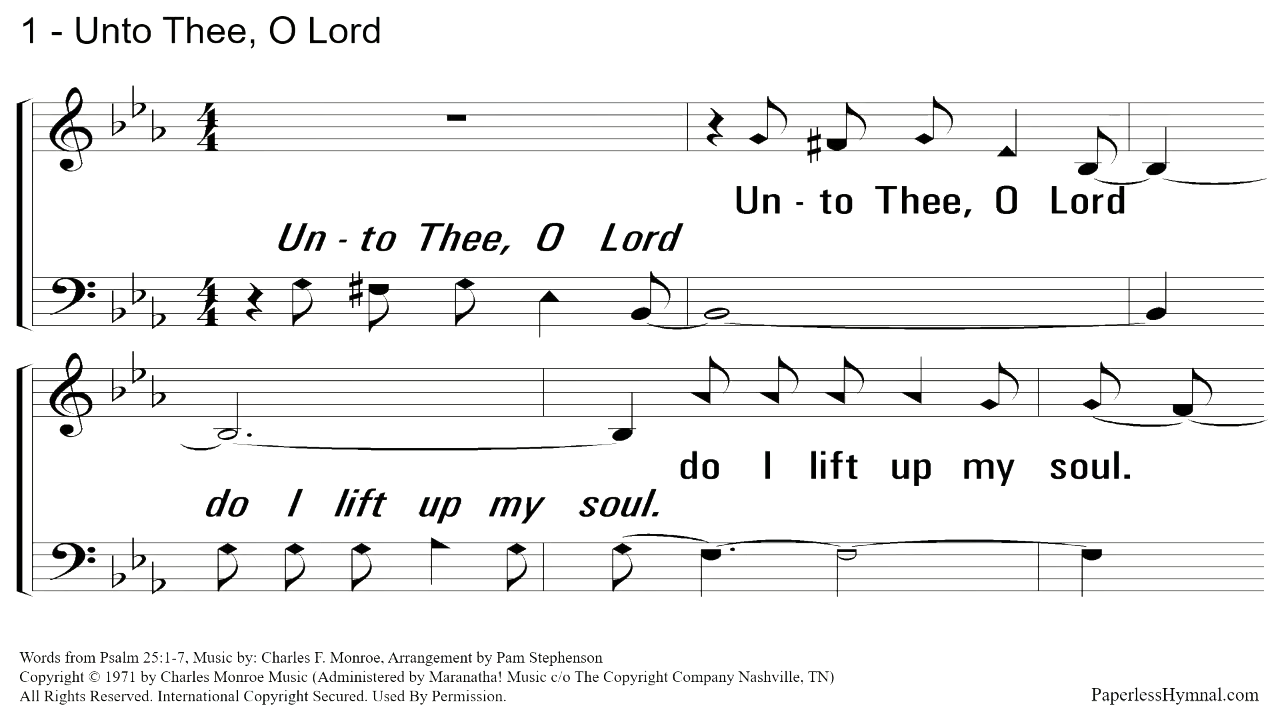 1 - Unto Thee, O Lord
Un - to Thee, O Lord
Un - to Thee, O Lord
do I lift up my soul.
do I lift up my soul.
Words from Psalm 25:1-7, Music by: Charles F. Monroe, Arrangement by Pam Stephenson
Copyright © 1971 by Charles Monroe Music (Administered by Maranatha! Music c/o The Copyright Company Nashville, TN)
All Rights Reserved. International Copyright Secured. Used By Permission.
PaperlessHymnal.com